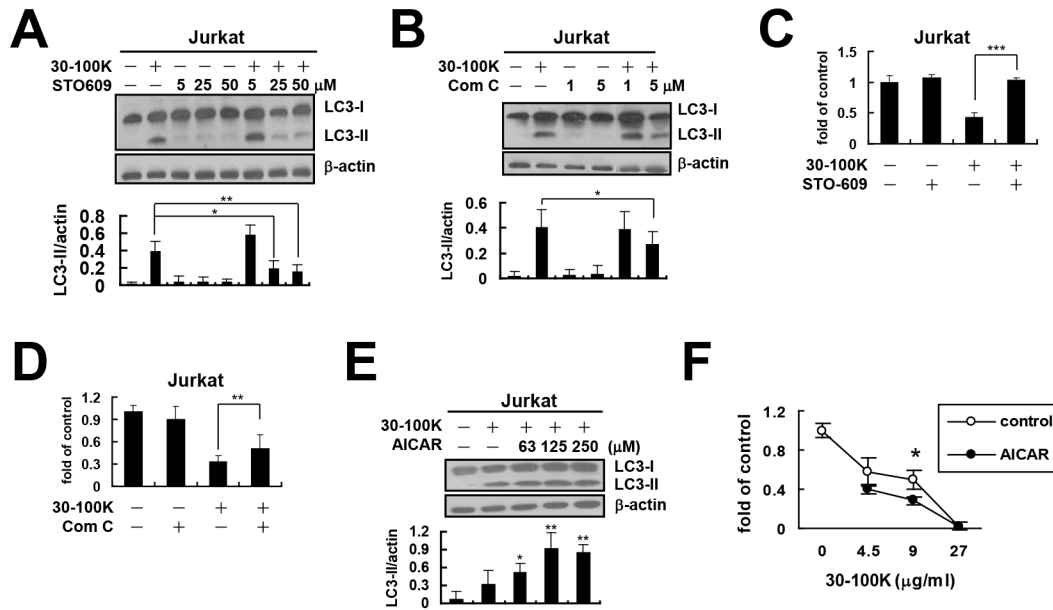 A
Jurkat
30-100K — + — — — + + +
STO609 — — 5 25 50 5 25 50 μM
LC3-I
LC3-II
β-actin
LC3-II/actin
0.8
0.6
0.4
0.2
0
**
*
B
Jurkat
30-100K — + — — + +
Com C — — 1 5 1 5 μM
LC3-I
LC3-II
β-actin
LC3-II/actin
0.6
0.4
0.2
0
*
C
Jurkat
fold of control
1.5
1
0.5
0
***
30-100K — — + +
STO-609 — + — +
D
Jurkat
fold of control
1.2
0.9
0.6
0.3
0
**
30-100K — — + +
Com C — + — +
E
Jurkat
30-100K — + + + +
AICAR — — 63 125 250 (μM)
LC3-I
LC3-II
β-actin
LC3-II/actin
1.2
0.9
0.6
0.3
0
* ** **
F
fold of control
1.2
0.8
0.4
0
*
control
AICAR
0 4.5 9 27
30-100K (μg/ml)